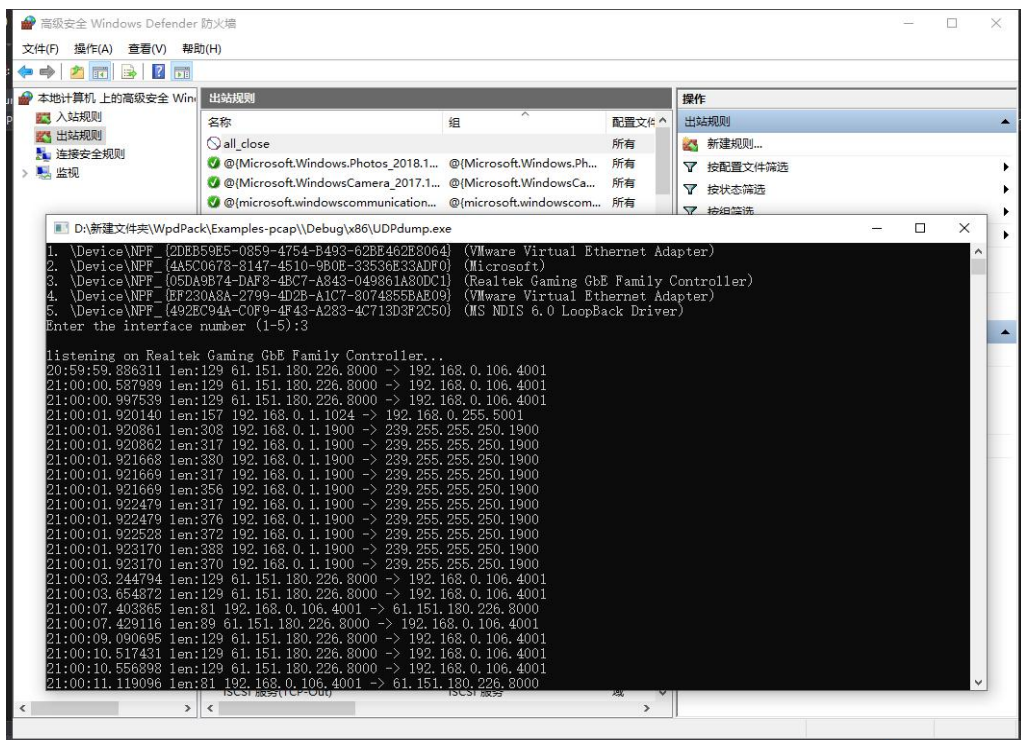 高级安全 Windows Defender 防火墙
文件(F) 操作(A) 查看(V) 帮助(H)
本地计算机 上的高级安全 Win
入站规则
出站规则
连接安全规则
监视
出站规则
名称 组 配置文件
all_close 所有
@{Microsoft.Windows.Photos_2018.1... @{Microsoft.Windows.Ph... 所有
@{Microsoft.WindowsCamera_2017.1... @{Microsoft.WindowsCa... 所有
@{microsoft.windowscommunication... @{microsoft.windowscom... 所有
操作
出站规则
新建规则...
按配置文件筛选
按状态筛选
按组筛选
D:\新建文件夹\WpdPack\Examples-pcap\\Debug\x86\UDPdump.exe
1. \Device\NPF_{2DEB59E5-0859-4754-B493-62BE462E8064} (VMware Virtual Ethernet Adapter)
2. \Device\NPF_{4A5C0678-8147-4510-9B0E-33536E33ADF0} (Microsoft)
3. \Device\NPF_{05DA9B74-DAF8-4BC7-A843-049861A80DC1} (Realtek Gaming GbE Family Controller)
4. \Device\NPF_{EF230A8A-2799-4D2B-A1C7-8074855BAE09} (VMware Virtual Ethernet Adapter)
5. \Device\NPF_{492EC94A-C0F9-4F43-A283-4C713D3F2C50} (MS NDIS 6.0 LoopBack Driver)
Enter the interface number (1-5):3
listening on Realtek Gaming GbE Family Controller...
20:59:59.886311 len:129 61.151.180.226.8000 -> 192.168.0.106.4001
21:00:00.587989 len:129 61.151.180.226.8000 -> 192.168.0.106.4001
21:00:00.997539 len:129 61.151.180.226.8000 -> 192.168.0.106.4001
21:00:01.920140 len:157 192.168.0.1.1024 -> 192.168.0.255.5001
21:00:01.920861 len:308 192.168.0.1.1900 -> 239.255.255.250.1900
21:00:01.920862 len:317 192.168.0.1.1900 -> 239.255.255.250.1900
21:00:01.921668 len:380 192.168.0.1.1900 -> 239.255.255.250.1900
21:00:01.921669 len:317 192.168.0.1.1900 -> 239.255.255.250.1900
21:00:01.921669 len:356 192.168.0.1.1900 -> 239.255.255.250.1900
21:00:01.922479 len:317 192.168.0.1.1900 -> 239.255.255.250.1900
21:00:01.922479 len:376 192.168.0.1.1900 -> 239.255.255.250.1900
21:00:01.922528 len:372 192.168.0.1.1900 -> 239.255.255.250.1900
21:00:01.923170 len:388 192.168.0.1.1900 -> 239.255.255.250.1900
21:00:01.923170 len:370 192.168.0.1.1900 -> 239.255.255.250.1900
21:00:03.244794 len:129 61.151.180.226.8000 -> 192.168.0.106.4001
21:00:03.654872 len:129 61.151.180.226.8000 -> 192.168.0.106.4001
21:00:07.403865 len:81 192.168.0.106.4001 -> 61.151.180.226.8000
21:00:07.429116 len:89 61.151.180.226.8000 -> 192.168.0.106.4001
21:00:09.090695 len:129 61.151.180.226.8000 -> 192.168.0.106.4001
21:00:10.517431 len:129 61.151.180.226.8000 -> 192.168.0.106.4001
21:00:10.556898 len:129 61.151.180.226.8000 -> 192.168.0.106.4001
21:00:11.119096 len:81 192.168.0.106.4001 -> 61.151.180.226.8000
iSCSI 服务(TCP-Out) iSCSI 服务 域